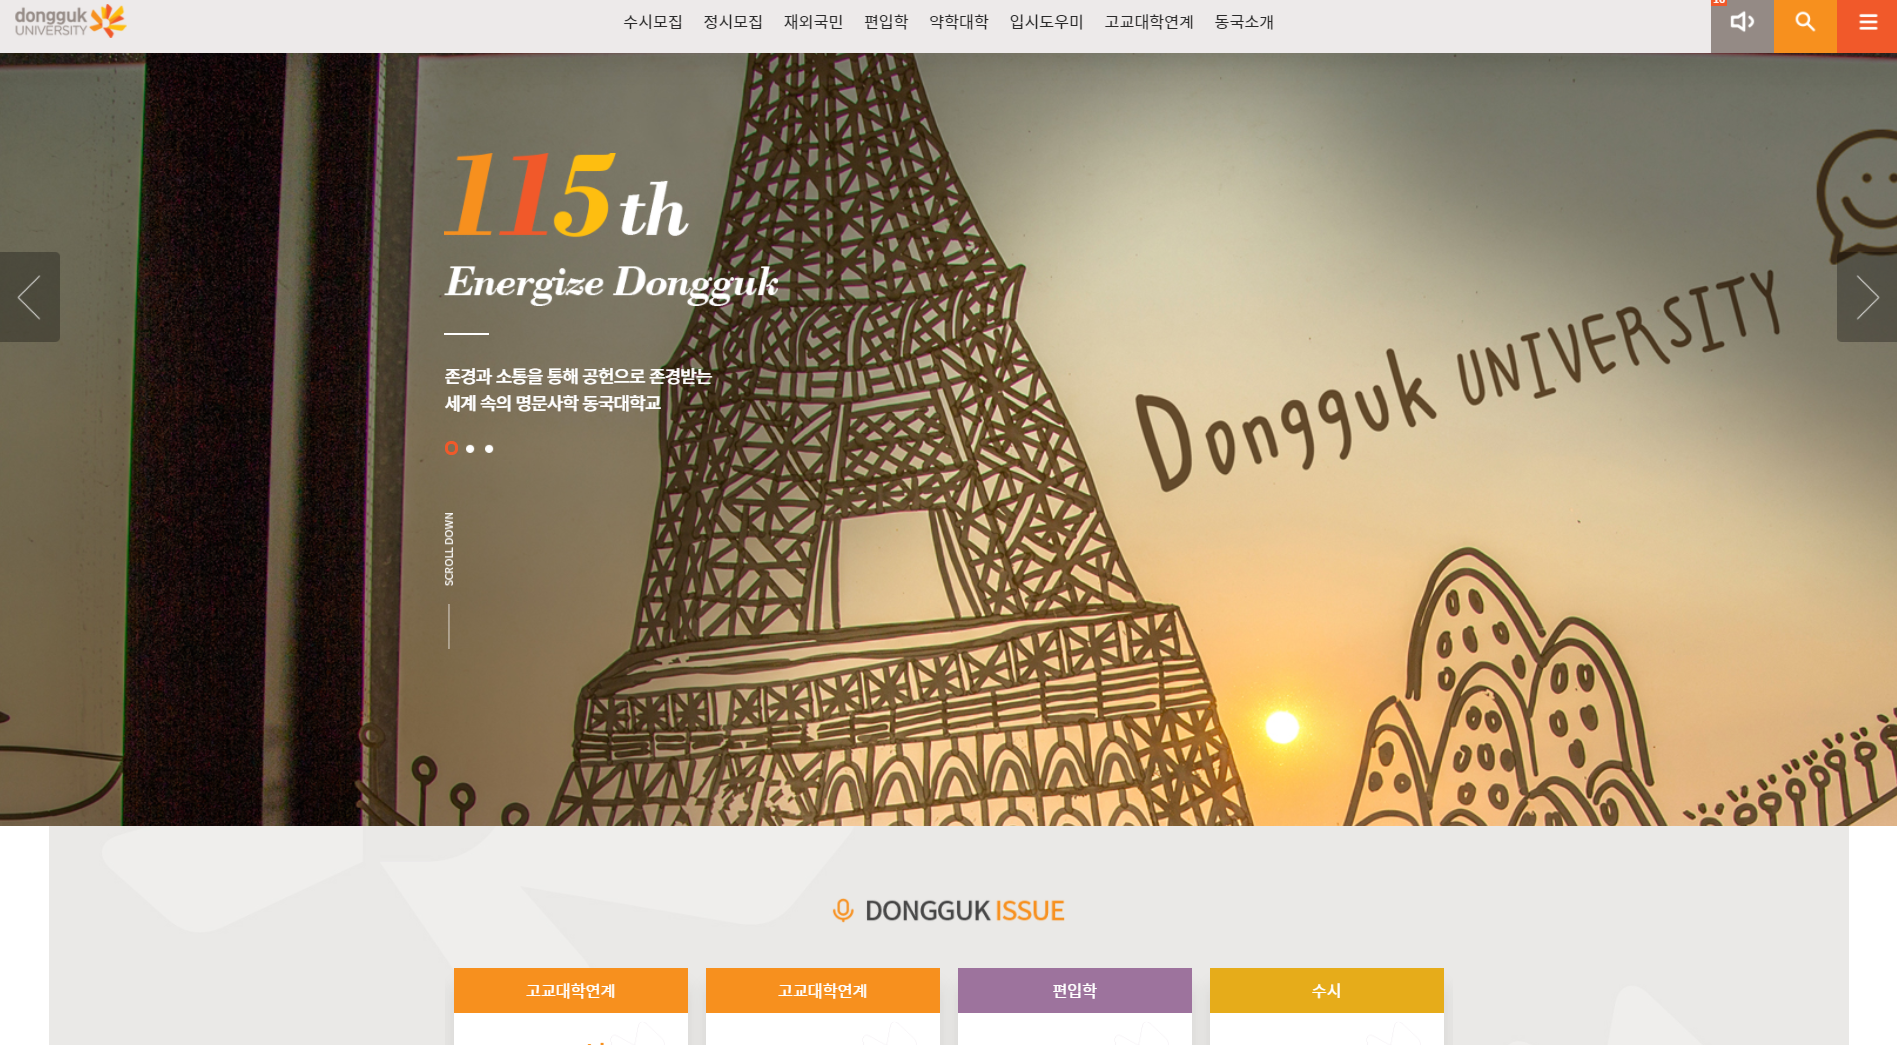 dongguk
UNIVERSITY
수시모집 정시모집 재외국민 편입학 약학대학 입시도우미 고교대학연계 동국소개
115th
Energize Dongguk
존경과 소통을 통해 공헌으로 존경받는
세계 속의 명문사학 동국대학교
SCROLL DOWN
Dongguk UNIVERSITY
DONGGUK ISSUE
고교대학연계 고교대학연계 편입학 수시